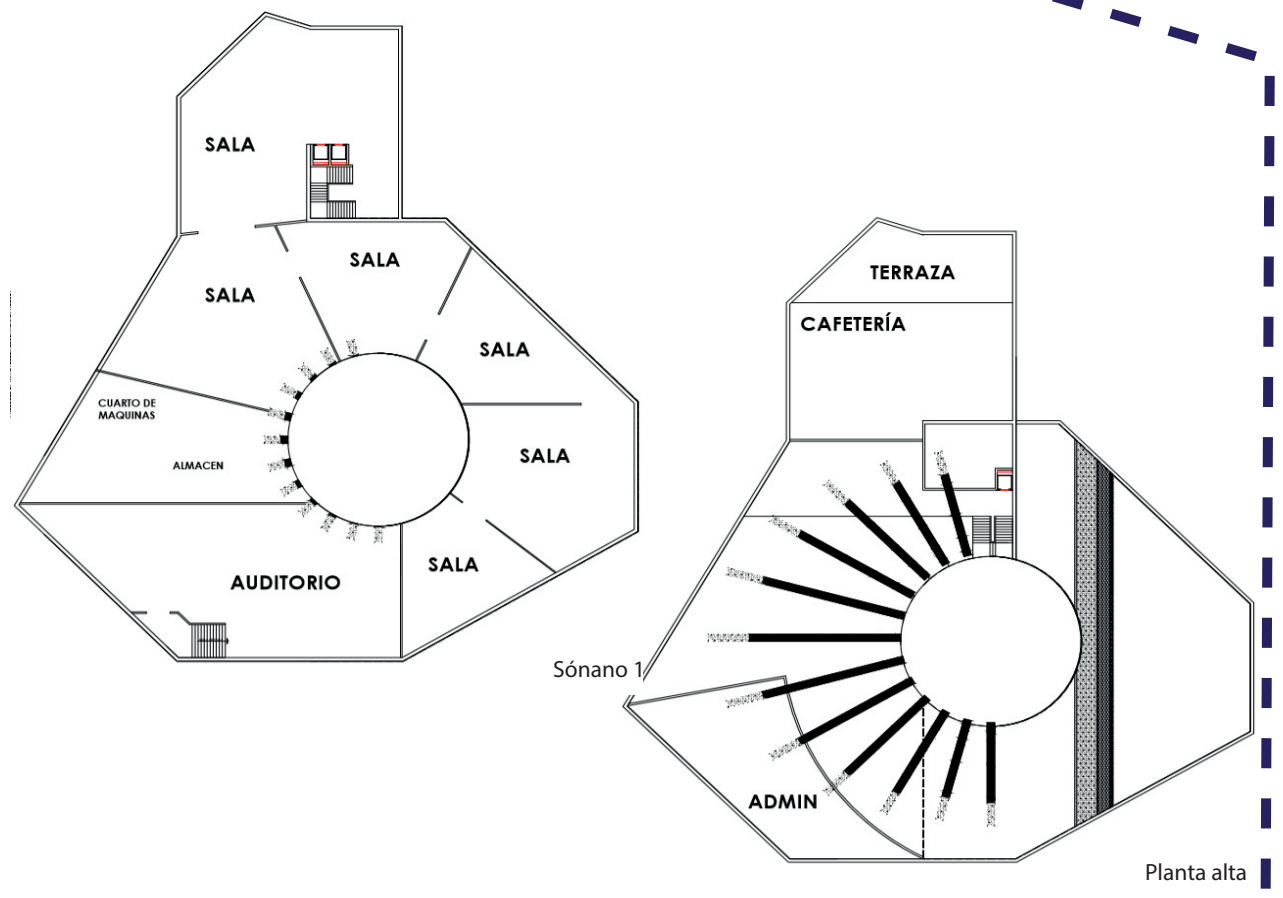 SALA
SALA
SALA
SALA
CUARTO DE
MAQUINAS
ALMACEN
SALA
SALA
AUDITORIO
Sónano 1
TERRAZA
CAFETERÍA
ADMIN
Planta alta